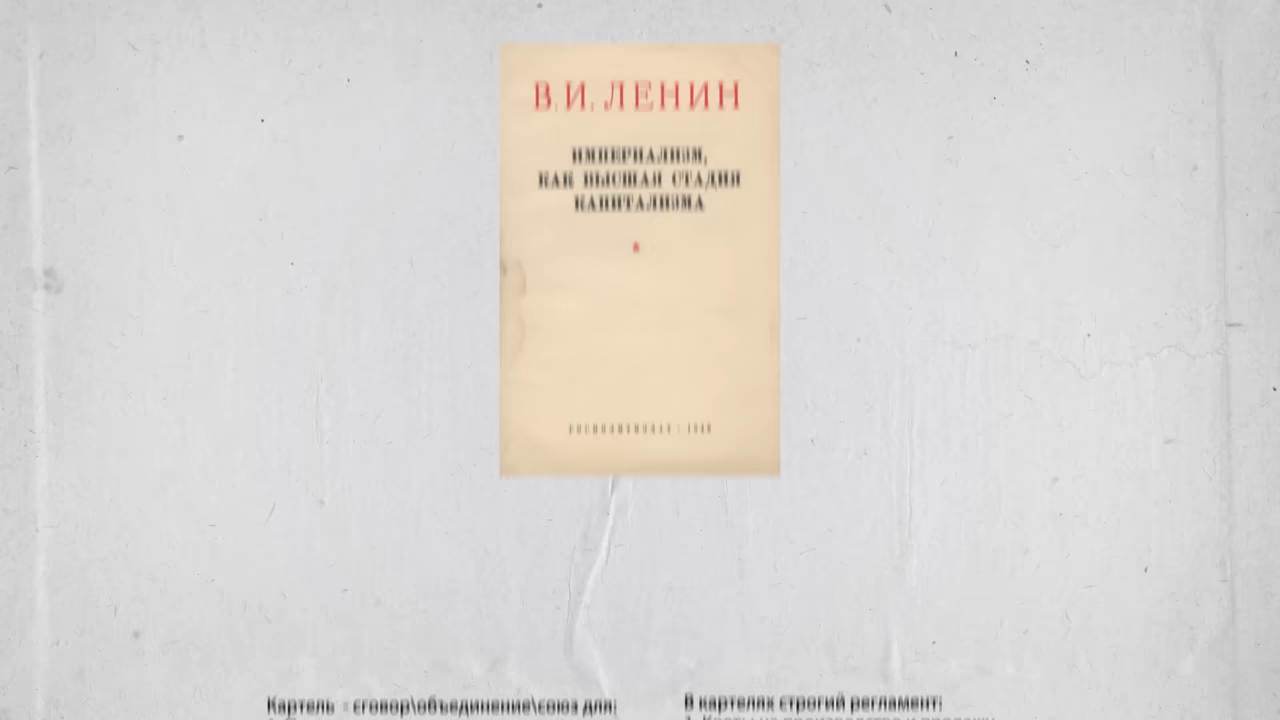 В. И. ЛЕНИН
ИМПЕРИАЛИЗМ,
КАК ВЫСШАЯ СТАДИЯ
КАПИТАЛИЗМА
Картель - сговор\объединение\союз для:
В картелях строгий регламент: